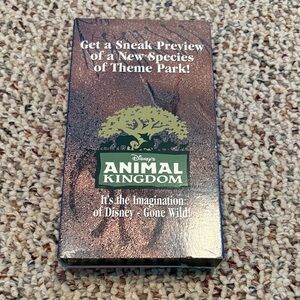 Get a Sneak Preview
of a New Species
of Theme Park!
Disney's
ANIMAL
KINGDOM
It's the Imagination
of Disney - Gone Wild!